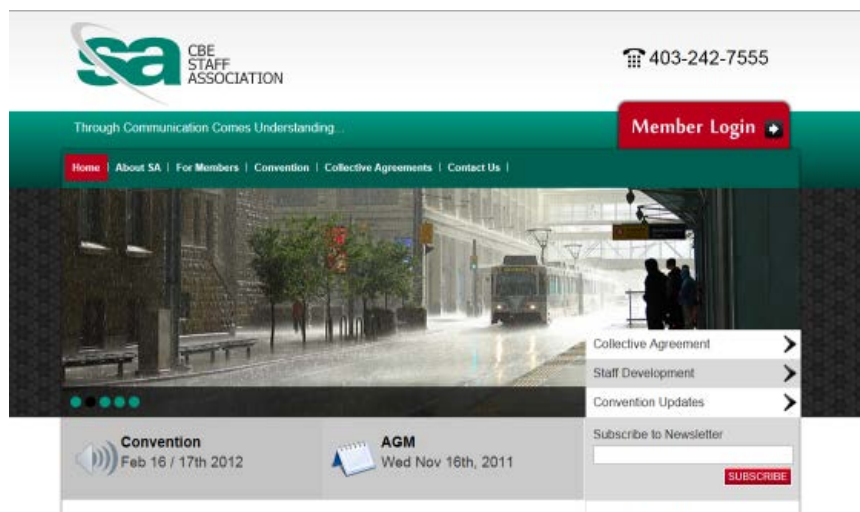 sa
CBE
STAFF
ASSOCIATION
403-242-7555
Through Communication Comes Understanding...
Member Login
Home | About SA | For Members | Convention | Collective Agreements | Contact Us |
Collective Agreement
Staff Development
Convention Updates
Convention
Feb 16 / 17th 2012
AGM
Wed Nov 16th, 2011
Subscribe to Newsletter
SUBSCRIBE